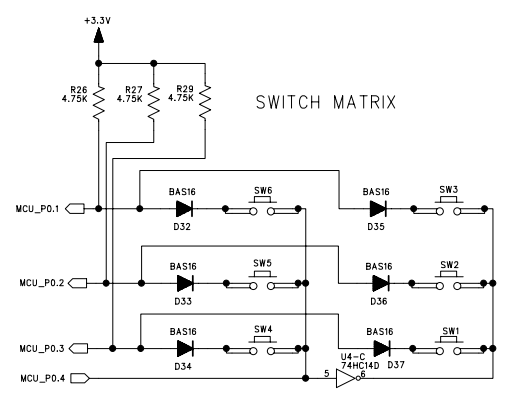 +3.3V
R26 R27 R29
4.75K 4.75K 4.75K
SWITCH MATRIX
BAS16 SW6 BAS16 SW3
MCU_P0.1
D32 D35
BAS16 SW5 BAS16 SW2
MCU_P0.2
D33 D36
BAS16 SW4 BAS16 SW1
MCU_P0.3
D34 U4-C D37
74HC14D
MCU_P0.4 5 6